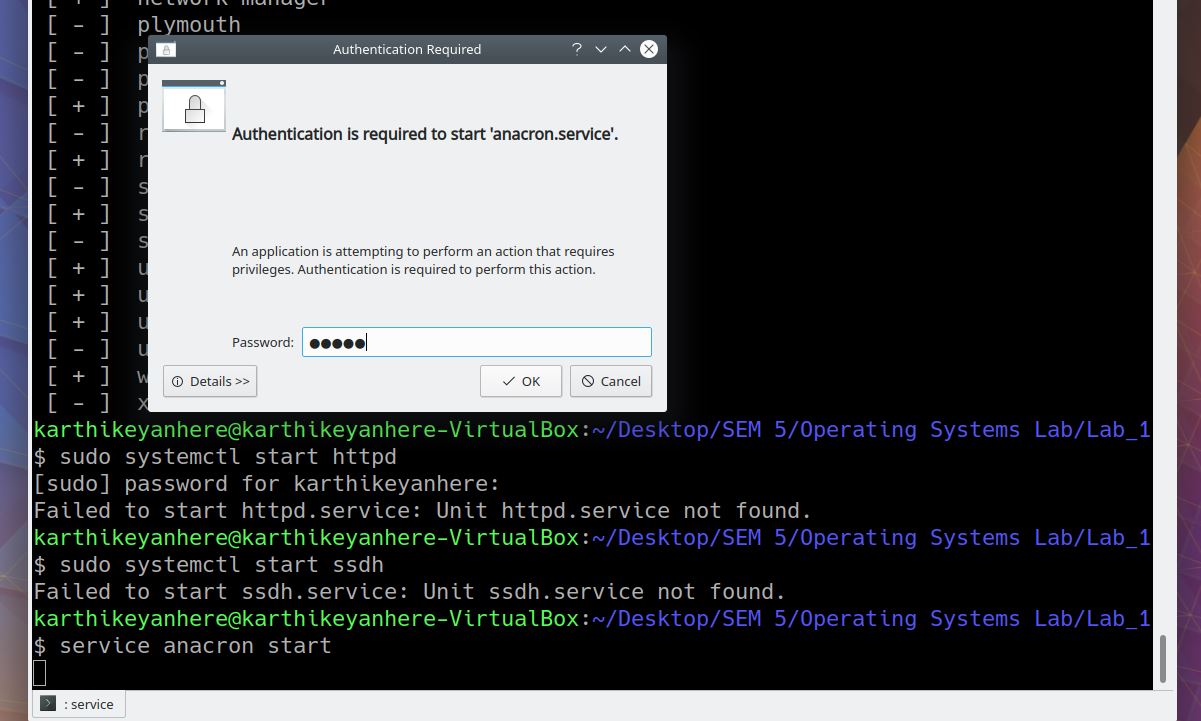 [ + ]  network-manager
[ - ]  plymouth
Authentication Required
[ - ]  p
[ - ]  p
[ + ]  p
[ - ]  r
[ + ]  r
[ - ]  s
[ + ]  s
[ - ]  s
[ + ]  u
[ + ]  u
[ + ]  u
[ - ]  u
[ + ]  w
[ - ]  x
Authentication is required to start 'anacron.service'.
An application is attempting to perform an action that requires
privileges. Authentication is required to perform this action.
Password: ●●●●●
Details >>
OK
Cancel
karthikeyanhere@karthikeyanhere-VirtualBox:~/Desktop/SEM 5/Operating Systems Lab/Lab_1
$ sudo systemctl start httpd
[sudo] password for karthikeyanhere:
Failed to start httpd.service: Unit httpd.service not found.
karthikeyanhere@karthikeyanhere-VirtualBox:~/Desktop/SEM 5/Operating Systems Lab/Lab_1
$ sudo systemctl start ssdh
Failed to start ssdh.service: Unit ssdh.service not found.
karthikeyanhere@karthikeyanhere-VirtualBox:~/Desktop/SEM 5/Operating Systems Lab/Lab_1
$ service anacron start
: service